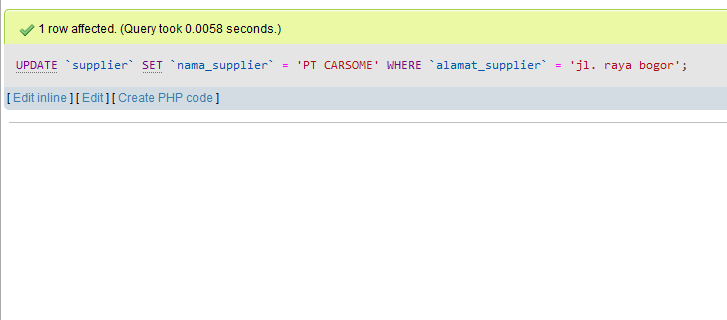 1 row affected. (Query took 0.0058 seconds.)
UPDATE `supplier` SET `nama_supplier` = 'PT CARSOME' WHERE `alamat_supplier` = 'jl. raya bogor';
[ Edit inline ] [ Edit ] [ Create PHP code ]